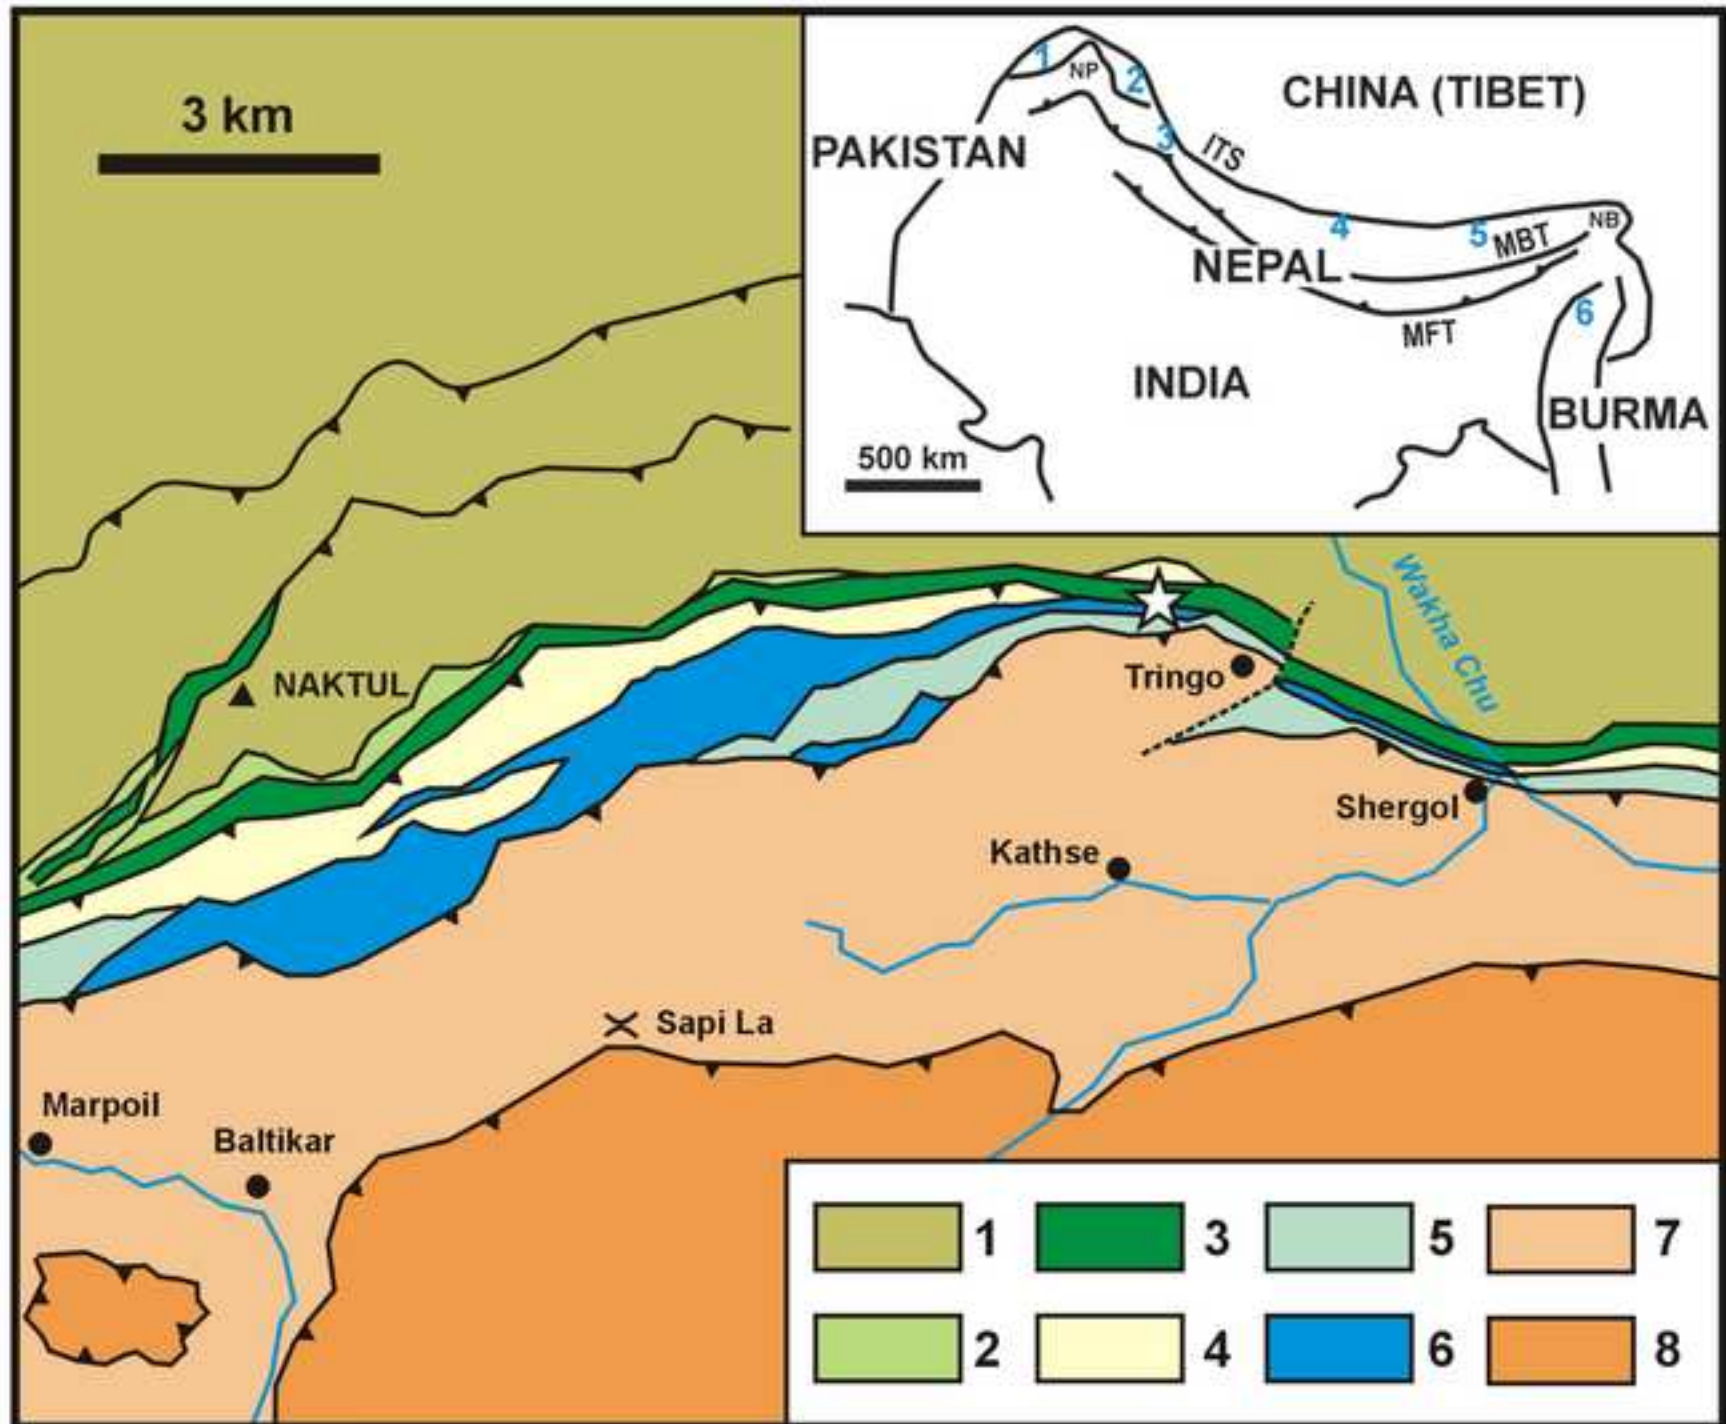 3 km
1
NP
2
CHINA (TIBET)
3
PAKISTAN
ITS
4
5
MBT
NB
NEPAL
6
MFT
INDIA
BURMA
500 km
Wakha Chu
NAKTUL
Tringo
Shergol
Kathse
Sapi La
Marpoil
Baltikar
1
3
5
7
2
4
6
8